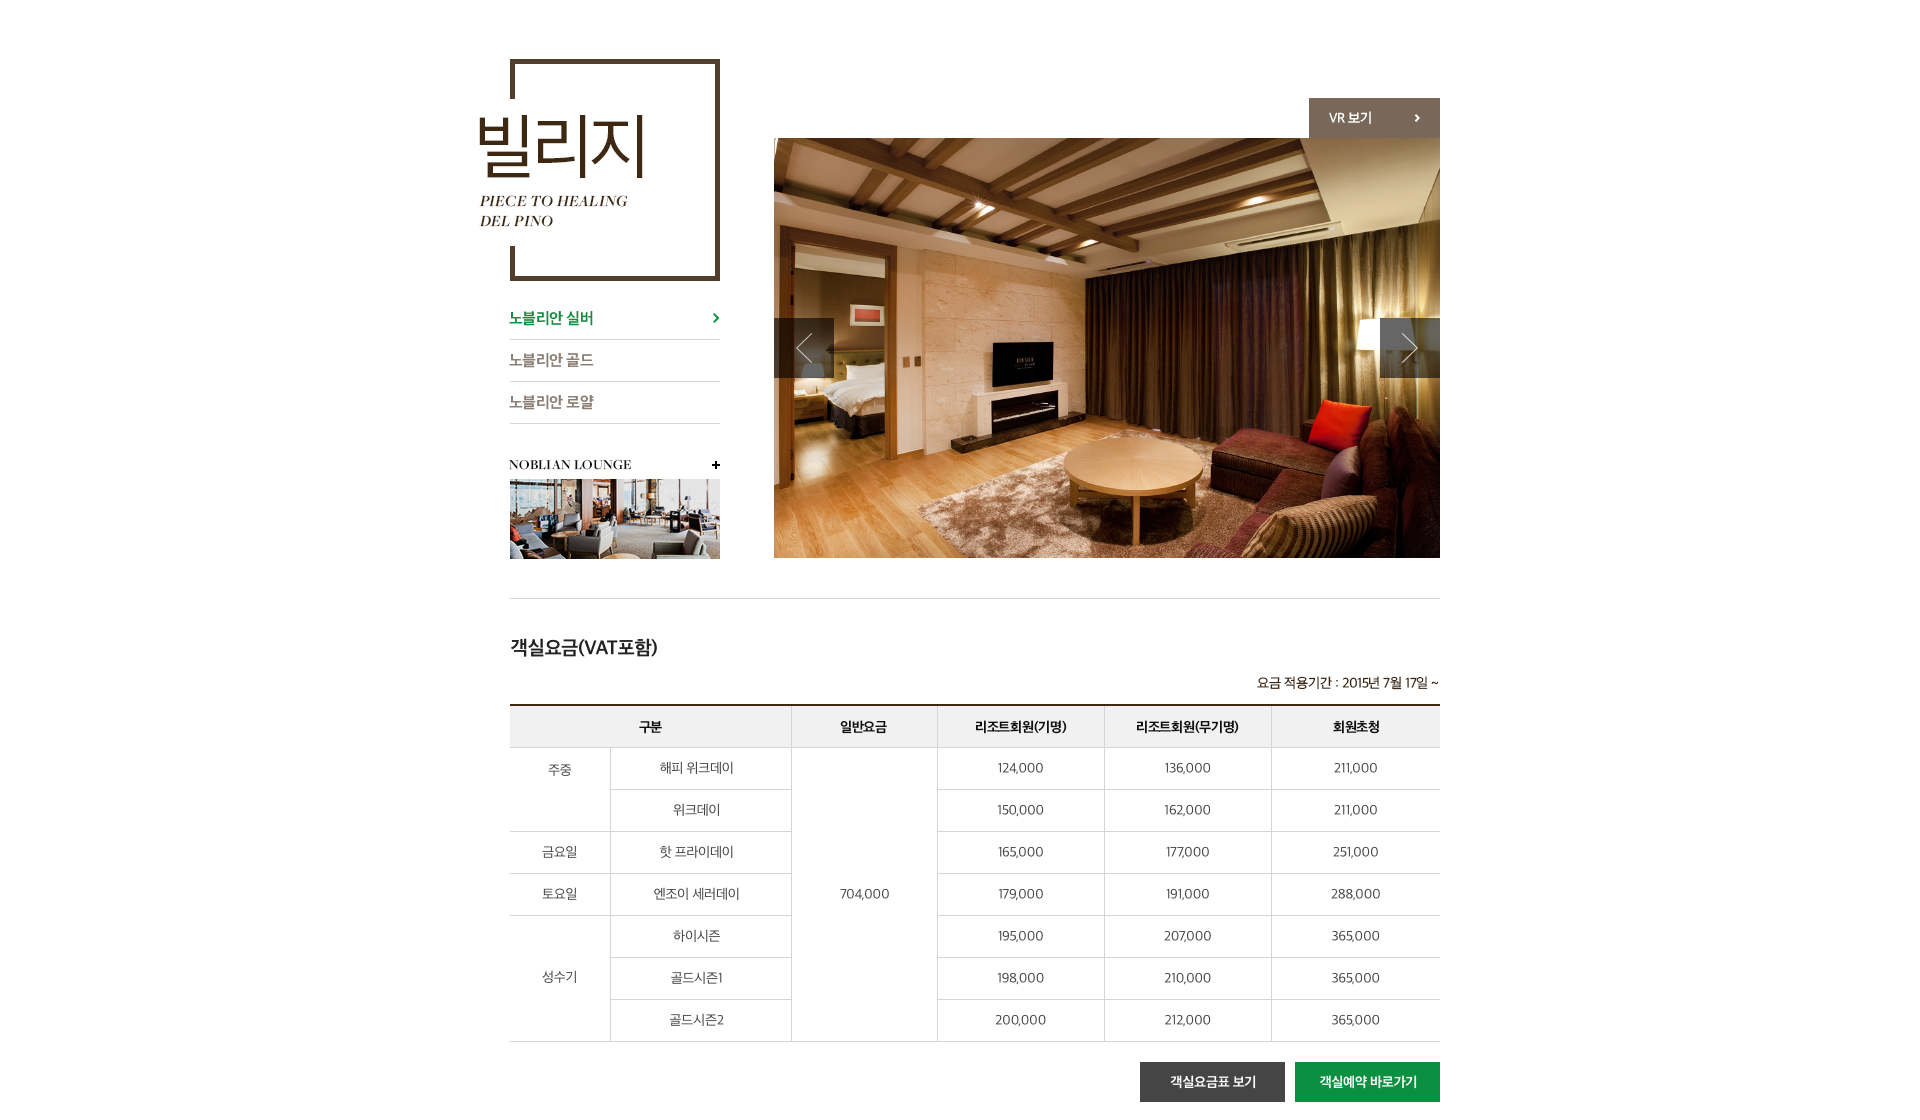 빌리지
PIECE TO HEALING
DEL PINO
VR 보기
노블리안 실버
노블리안 골드
노블리안 로얄
NOBLIAN LOUNGE
객실요금(VAT포함)
요금 적용기간 : 2015년 7월 17일 ~
구분 일반요금 리조트회원(기명) 리조트회원(무기명) 회원초청
주중 해피 위크데이 124,000 136,000 211,000
위크데이 150,000 162,000 211,000
금요일 핫 프라이데이 165,000 177,000 251,000
토요일 엔조이 세러데이 704,000 179,000 191,000 288,000
하이시즌 195,000 207,000 365,000
성수기 골드시즌1 198,000 210,000 365,000
골드시즌2 200,000 212,000 365,000
객실요금표 보기 객실예약 바로가기